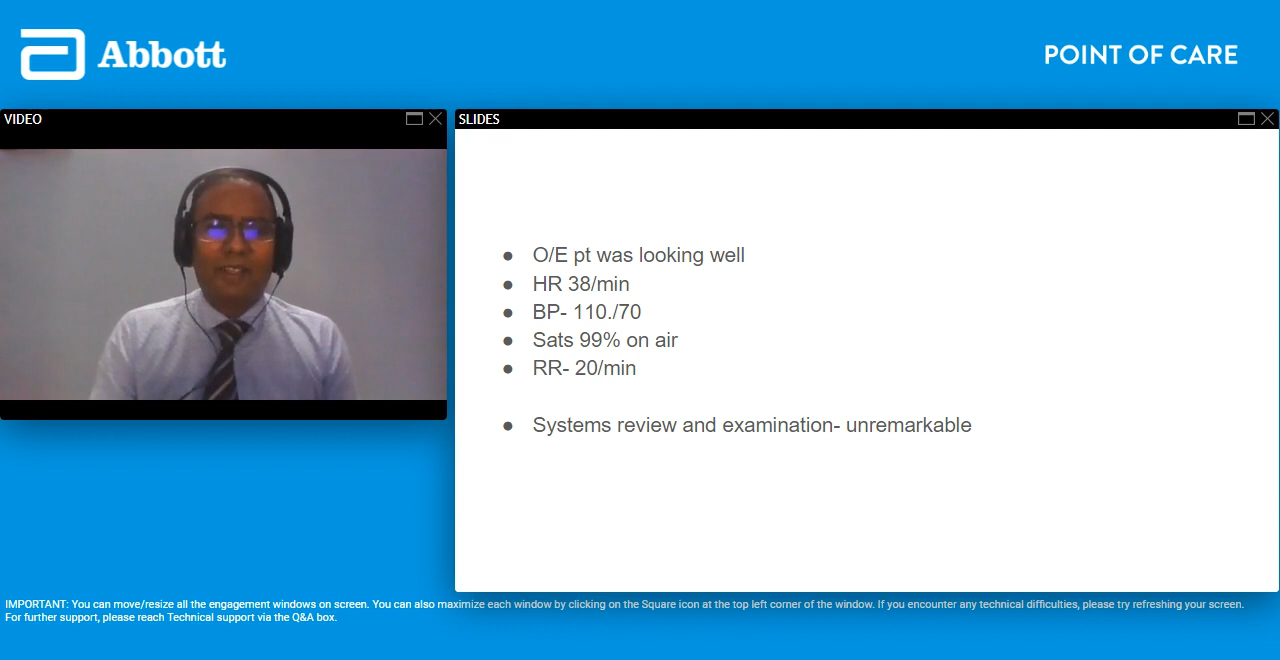 Abbott
POINT OF CARE
VIDEO
SLIDES
● O/E pt was looking well
● HR 38/min
● BP- 110./70
● Sats 99% on air
● RR- 20/min
● Systems review and examination- unremarkable
IMPORTANT: You can move/resize all the engagement windows on screen. You can also maximize each window by clicking on the Square icon at the top left corner of the window. If you encounter any technical difficulties, please try refreshing your screen.
For further support, please reach Technical support via the Q&A box.